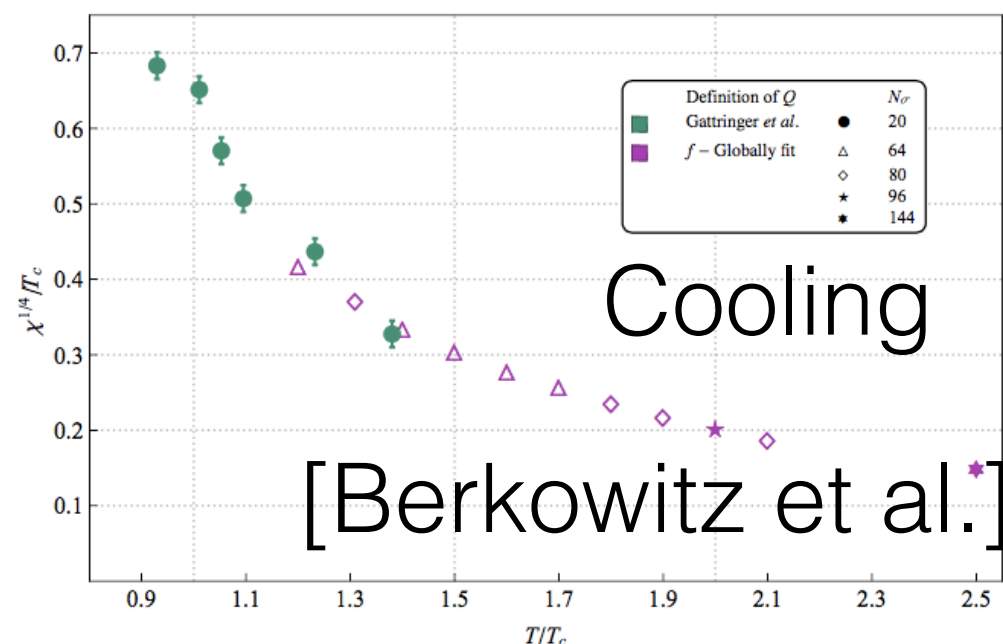 0.7
0.6
0.5
0.4
0.3
0.2
0.1
χ^{1/4}/T_c
Definition of Q N_σ
Gattringer et al. 20
f − Globally fit 64
80
96
144
Cooling
[Berkowitz et al.]
0.9 1.1 1.3 1.5 1.7 1.9 2.1 2.3 2.5
T/T_c